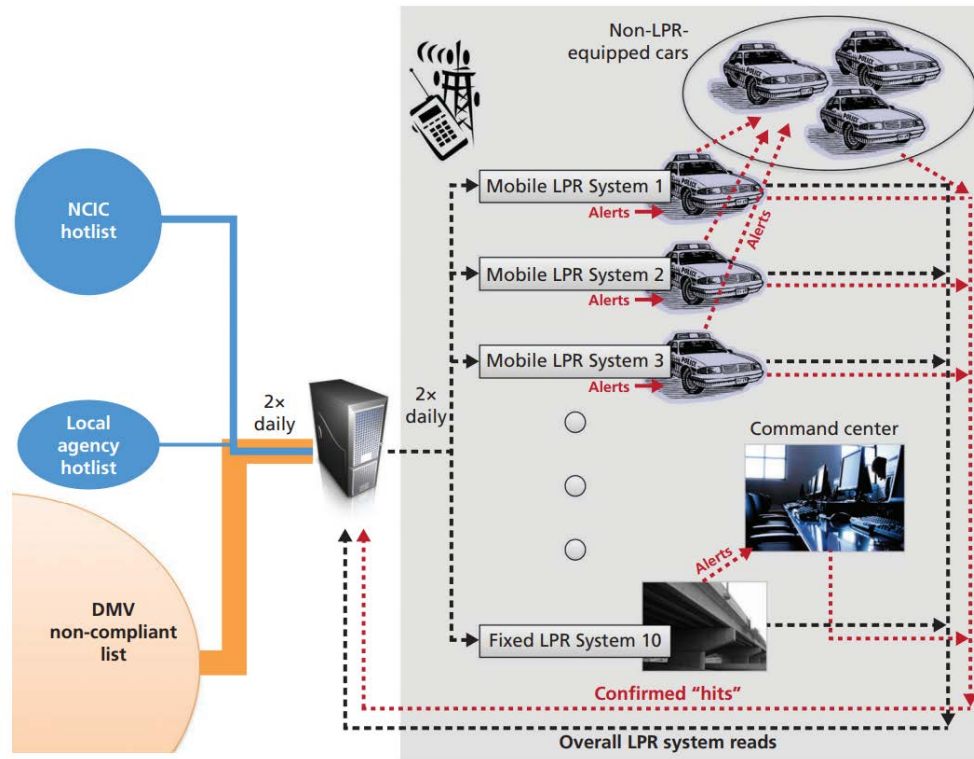 Non-LPR-
equipped cars
Mobile LPR System 1
Alerts
Alerts
NCIC
hotlist
Mobile LPR System 2
Alerts
Mobile LPR System 3
Alerts
2×
daily
2×
daily
Local
agency
hotlist
Command center
Alerts
DMV
non-compliant
list
Fixed LPR System 10
Confirmed “hits”
Overall LPR system reads